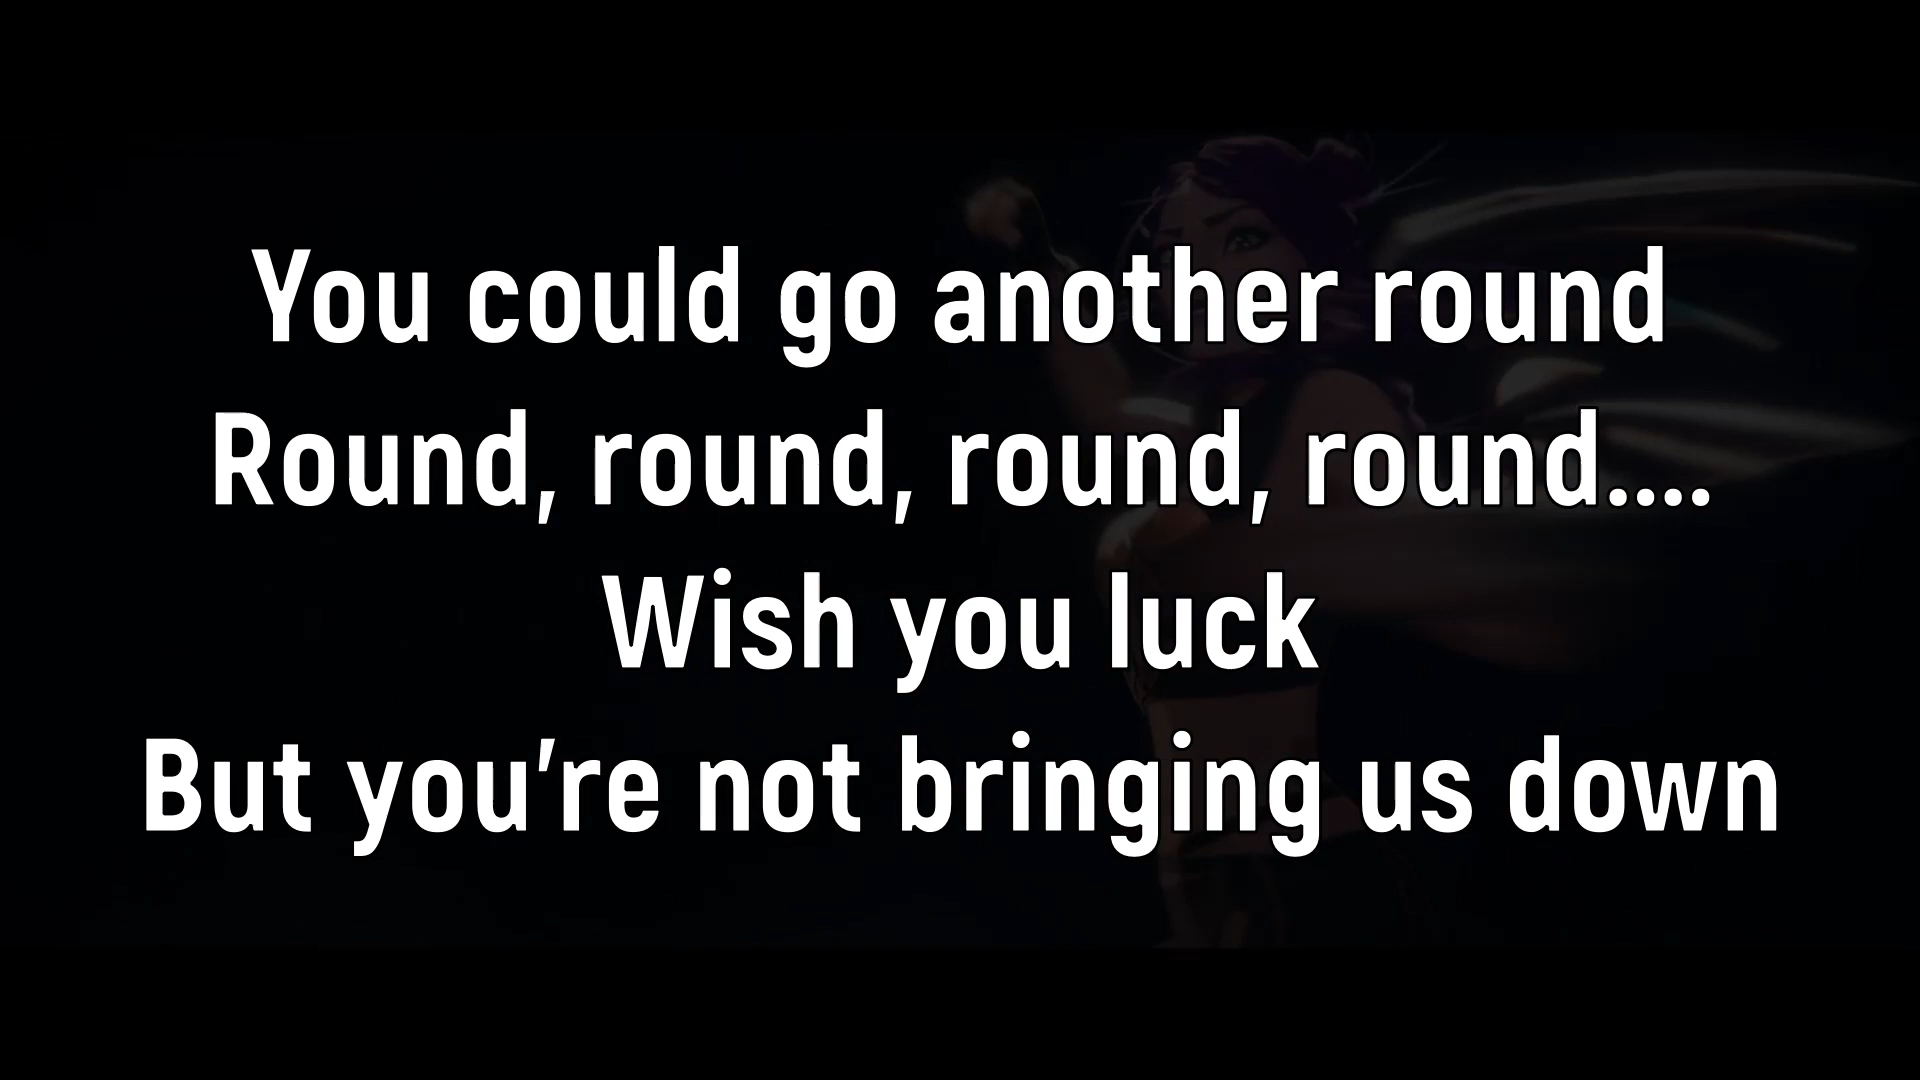 You could go another round
Round, round, round, round....
Wish you luck
But you’re not bringing us down